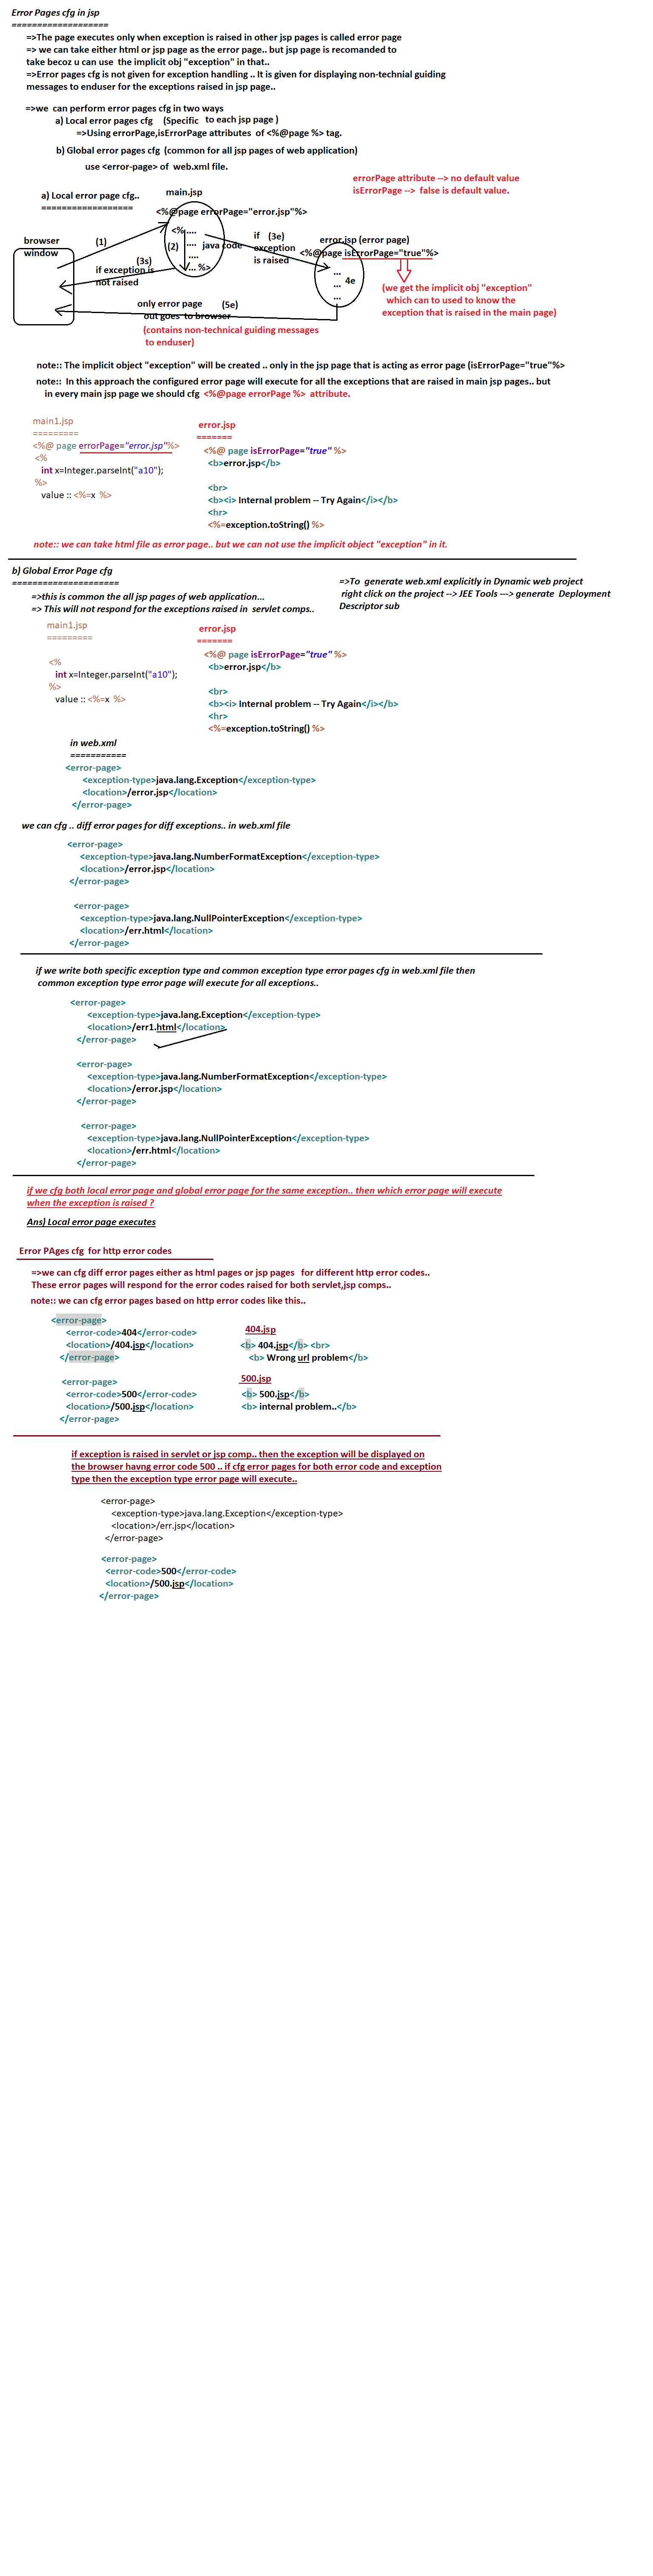 Error Pages cfg in jsp
===================
=>The page executes only when exception is raised in other jsp pages is called error page
=> we can take either html or jsp page as the error page.. but jsp page is recomanded to
take becoz u can use  the implicit obj "exception" in that..
=>Error pages cfg is not given for exception handling .. It is given for displaying non-technial guiding
messages to enduser for the exceptions raised in jsp page..
=>we  can perform error pages cfg in two ways
a) Local error pages cfg    (Specific   to each jsp page )
=>Using errorPage,isErrorPage attributes  of <%@page %> tag.
b) Global error pages cfg  (common for all jsp pages of web application)
use <error-page> of  web.xml file.
errorPage attribute --> no default value
isErrorPage -->  false is default value.
a) Local error page cfg..
==================
main.jsp
<%@page errorPage="error.jsp"%>
browser
window
(1)
<% ....
(2)
....
java code
....
... %>
(3s)
if exception is
not raised
if    (3e)
exception
is raised
error.jsp (error page)
<%@page isErrorPage="true"%>
...
...
4e
...
(we get the implicit obj "exception"
which can to used to know the
exception that is raised in the main page)
only error page        (5e)
out goes  to browser
(contains non-technical guiding messages
to enduser)
note:: The implicit object "exception" will be created .. only in the jsp page that is acting as error page (isErrorPage="true"%>
note::  In this approach the configured error page will execute for all the exceptions that are raised in main jsp pages.. but
in every main jsp page we should cfg  <%@page errorPage %>  attribute.
main1.jsp
=========
<%@ page errorPage="error.jsp"%>
<%
int x=Integer.parseInt("a10");
%>
value :: <%=x  %>
error.jsp
=======
<%@ page isErrorPage="true" %>
<b>error.jsp</b>
<br>
<b><i> Internal problem -- Try Again</i></b>
<hr>
<%=exception.toString() %>
note:: we can take html file as error page.. but we can not use the implicit object "exception" in it.
b) Global Error Page cfg
=====================
=>this is common the all jsp pages of web application...
=> This will not respond for the exceptions raised in  servlet comps..
=>To  generate web.xml explicitly in Dynamic web project
right click on the project --> JEE Tools ---> generate  Deployment
Descriptor sub
main1.jsp
=========
<%
int x=Integer.parseInt("a10");
%>
value :: <%=x  %>
error.jsp
=======
<%@ page isErrorPage="true" %>
<b>error.jsp</b>
<br>
<b><i> Internal problem -- Try Again</i></b>
<hr>
<%=exception.toString() %>
in web.xml
===========
<error-page>
<exception-type>java.lang.Exception</exception-type>
<location>/error.jsp</location>
</error-page>
we can cfg .. diff error pages for diff exceptions.. in web.xml file
<error-page>
<exception-type>java.lang.NumberFormatException</exception-type>
<location>/error.jsp</location>
</error-page>
<error-page>
<exception-type>java.lang.NullPointerException</exception-type>
<location>/err.html</location>
</error-page>
if we write both specific exception type and common exception type error pages cfg in web.xml file then
common exception type error page will execute for all exceptions..
<error-page>
<exception-type>java.lang.Exception</exception-type>
<location>/err1.html</location>
</error-page>
<error-page>
<exception-type>java.lang.NumberFormatException</exception-type>
<location>/error.jsp</location>
</error-page>
<error-page>
<exception-type>java.lang.NullPointerException</exception-type>
<location>/err.html</location>
</error-page>
if we cfg both local error page and global error page for the same exception.. then which error page will execute
when the exception is raised ?
Ans) Local error page executes
Error PAges cfg  for http error codes
=>we can cfg diff error pages either as html pages or jsp pages   for different http error codes..
These error pages will respond for the error codes raised for both servlet,jsp comps..
note:: we can cfg error pages based on http error codes like this..
<error-page>
<error-code>404</error-code>
<location>/404.jsp</location>
</error-page>
404.jsp
<b> 404.jsp</b> <br>
<b> Wrong url problem</b>
<error-page>
<error-code>500</error-code>
<location>/500.jsp</location>
</error-page>
500.jsp
<b> 500.jsp</b>
<b> internal problem..</b>
if exception is raised in servlet or jsp comp.. then the exception will be displayed on
the browser havng error code 500 .. if cfg error pages for both error code and exception
type then the exception type error page will execute..
<error-page>
<exception-type>java.lang.Exception</exception-type>
<location>/err.jsp</location>
</error-page>
<error-page>
<error-code>500</error-code>
<location>/500.jsp</location>
</error-page>